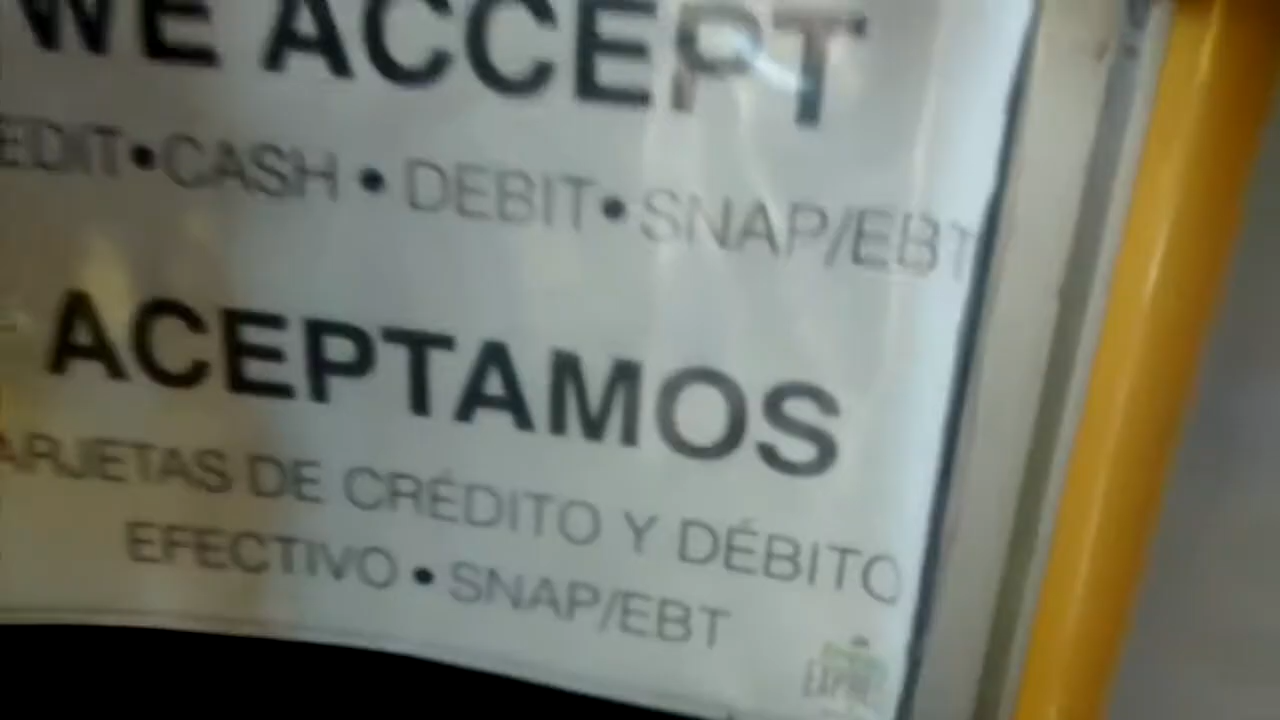 WE ACCEPT
EDIT•CASH • DEBIT•SNAP/EBT
ACEPTAMOS
ARJETAS DE CRÉDITO Y DÉBITO
EFECTIVO • SNAP/EBT